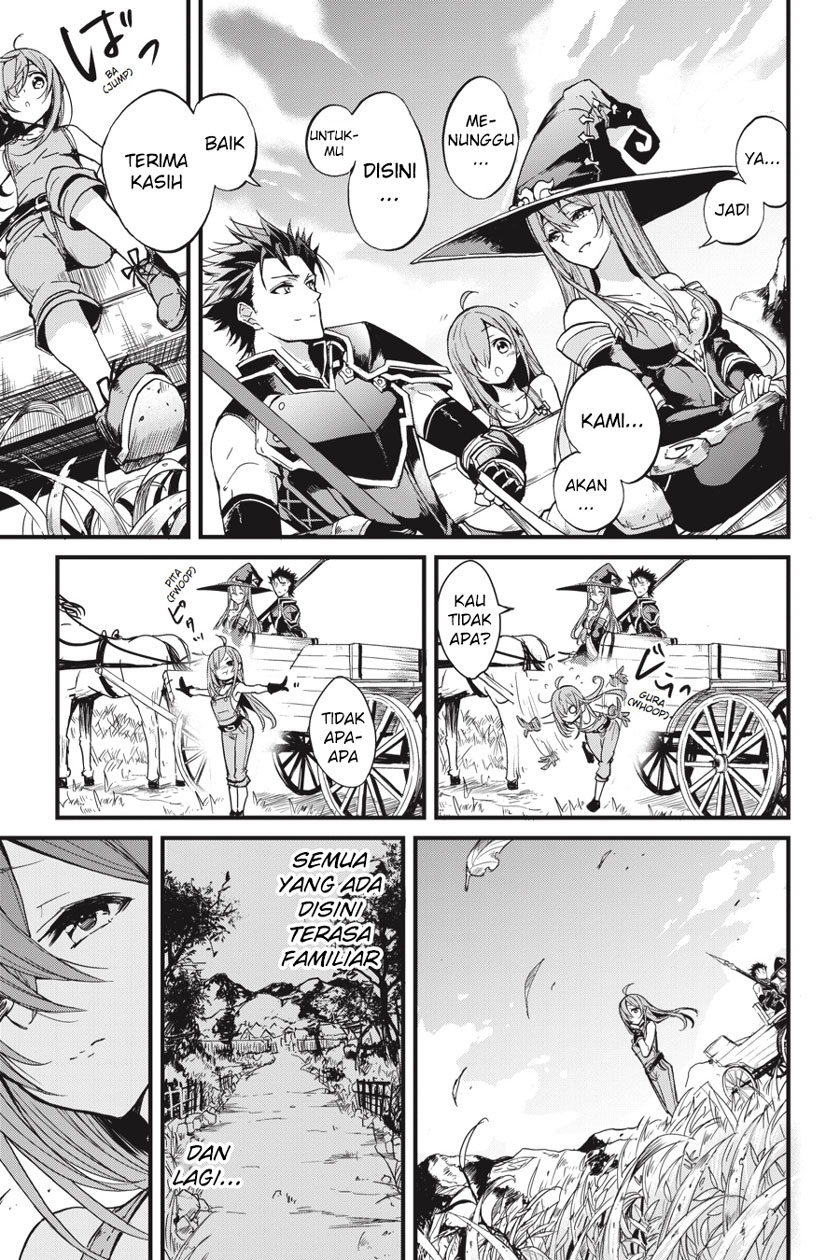 YA...
JADI
KAMI...
AKAN
...
ME-
NUNGGU
...
DISINI
...
UNTUK-
MU
BAIK
TERIMA
KASIH
ばっ
BA
(JUMP)
KAU
TIDAK
APA?
ぐらっ
GURA
(WHOOP)
ピタッ
PITA
(FWOOP)
TIDAK
APA-
APA
SEMUA
YANG ADA
DISINI
TERASA
FAMILIAR
DAN
LAGI...